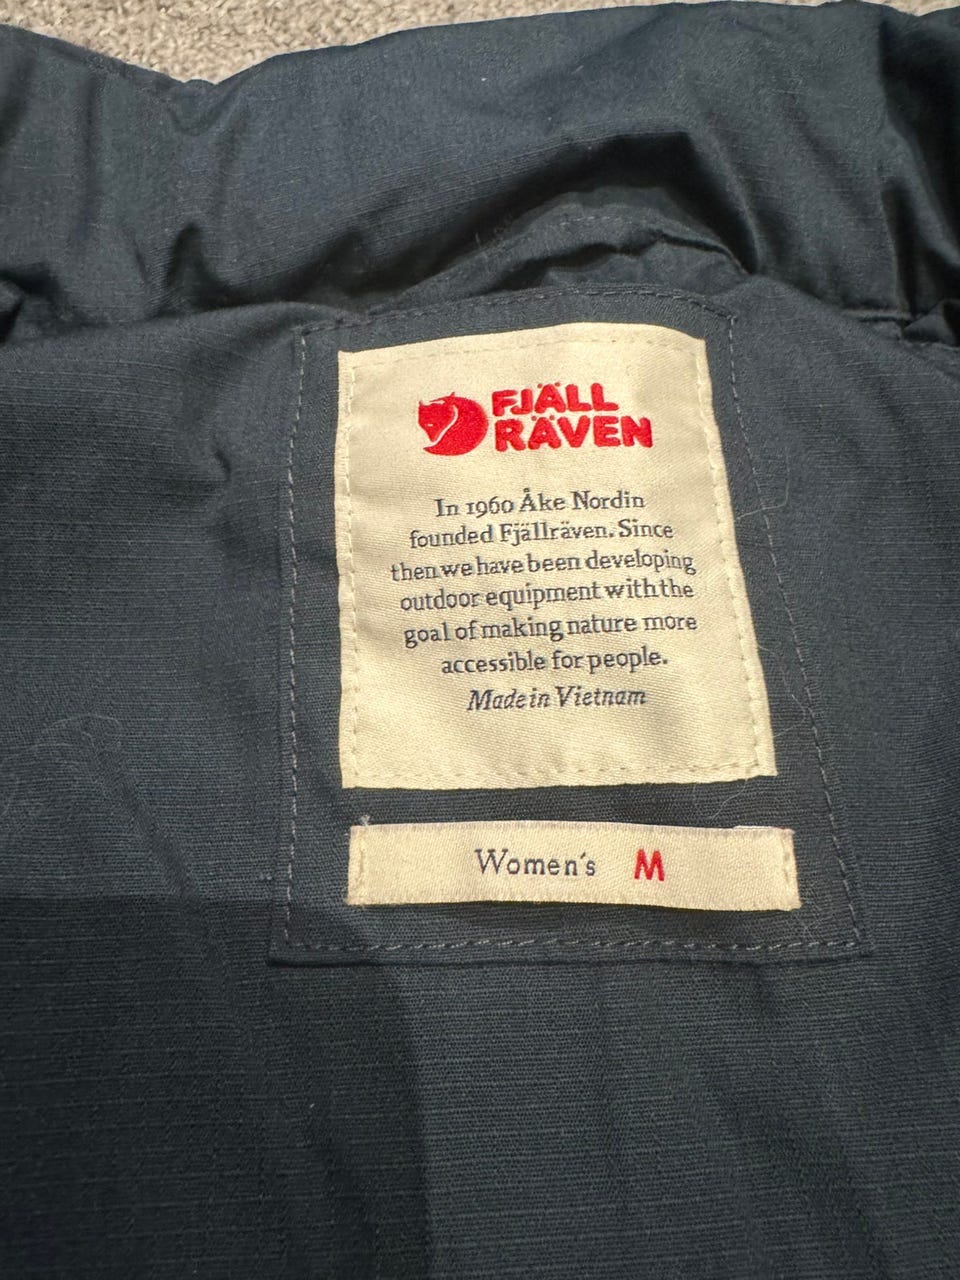 FJÄLL
RÄVEN
In 1960 Åke Nordin
founded Fjällräven. Since
then we have been developing
outdoor equipment with the
goal of making nature more
accessible for people.
Made in Vietnam
Women's M